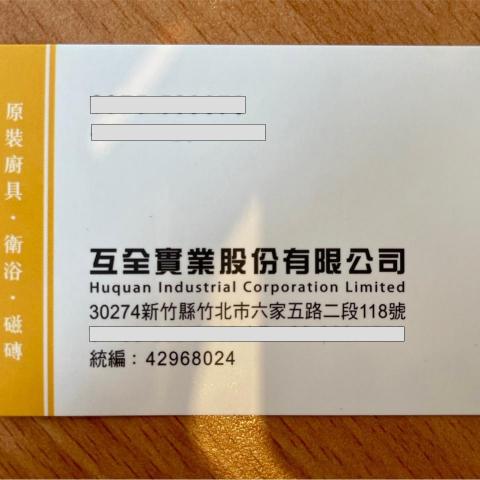 原裝廚具·衛浴·磁磚
互全實業股份有限公司
Huquan Industrial Corporation Limited
30274新竹縣竹北市六家五路二段118號
統編：42968024